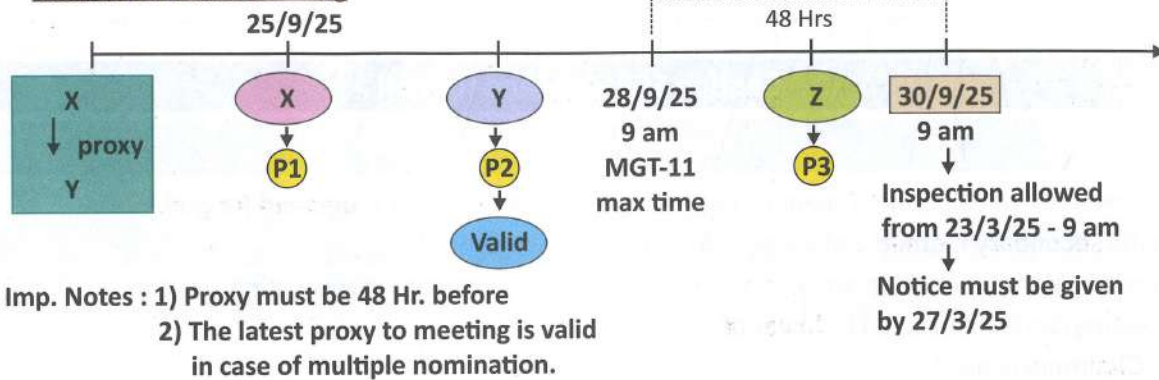 25/9/25
48 Hrs
X
proxy
Y
X
P1
Y
P2
Valid
28/9/25
9 am
MGT-11
max time
Z
P3
30/9/25
9 am
Inspection allowed
from 23/3/25 - 9 am
Notice must be given
by 27/3/25
Imp. Notes : 1) Proxy must be 48 Hr. before
2) The latest proxy to meeting is valid
in case of multiple nomination.